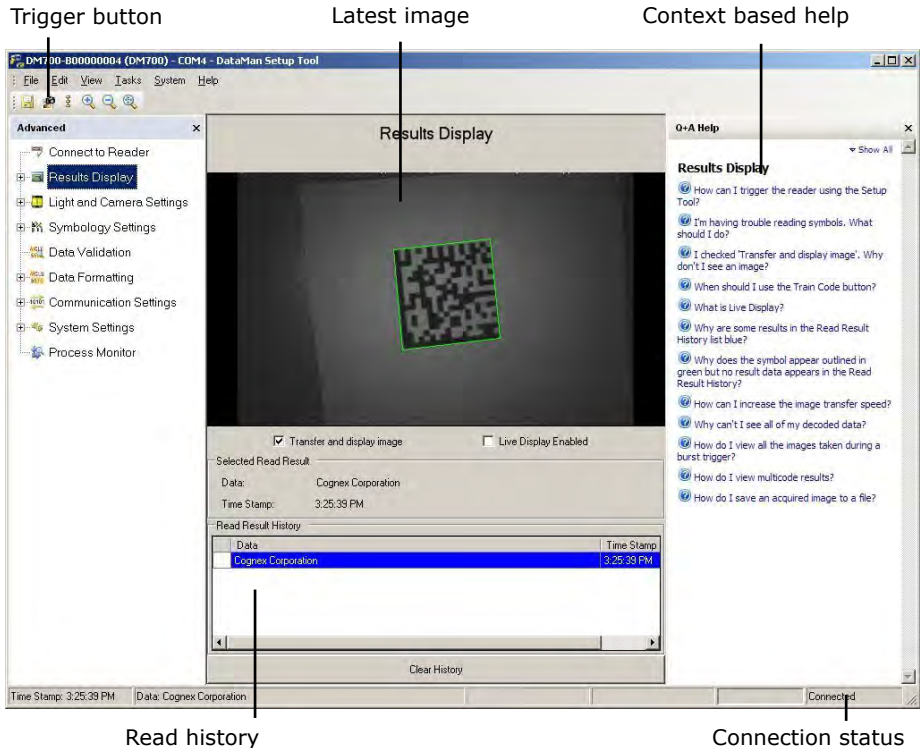 Trigger button
Latest image
Context based help
DM700-B00000004 (DM700) - COM4 - DataMan Setup Tool
File Edit View Tasks System Help
Advanced
Connect to Reader
Results Display
Light and Camera Settings
Symbology Settings
Data Validation
Data Formatting
Communication Settings
System Settings
Process Monitor
Results Display
Transfer and display image
Live Display Enabled
Selected Read Result
Data: Cognex Corporation
Time Stamp: 3:25:39 PM
Read Result History
Data Time Stamp
Cognex Corporation 3:25:39 PM
Clear History
Q+A Help
Show All
Results Display
How can I trigger the reader using the Setup
Tool?
I'm having trouble reading symbols. What
should I do?
I checked 'Transfer and display image'. Why
don't I see an image?
When should I use the Train Code button?
What is Live Display?
Why are some results in the Read Result
History list blue?
Why does the symbol appear outlined in
green but no result data appears in the Read
Result History?
How can I increase the image transfer speed?
Why can't I see all of my decoded data?
How do I view all the images taken during a
burst trigger?
How do I view multicode results?
How do I save an acquired image to a file?
Time Stamp: 3:25:39 PM
Data: Cognex Corporation
Connected
Read history
Connection status